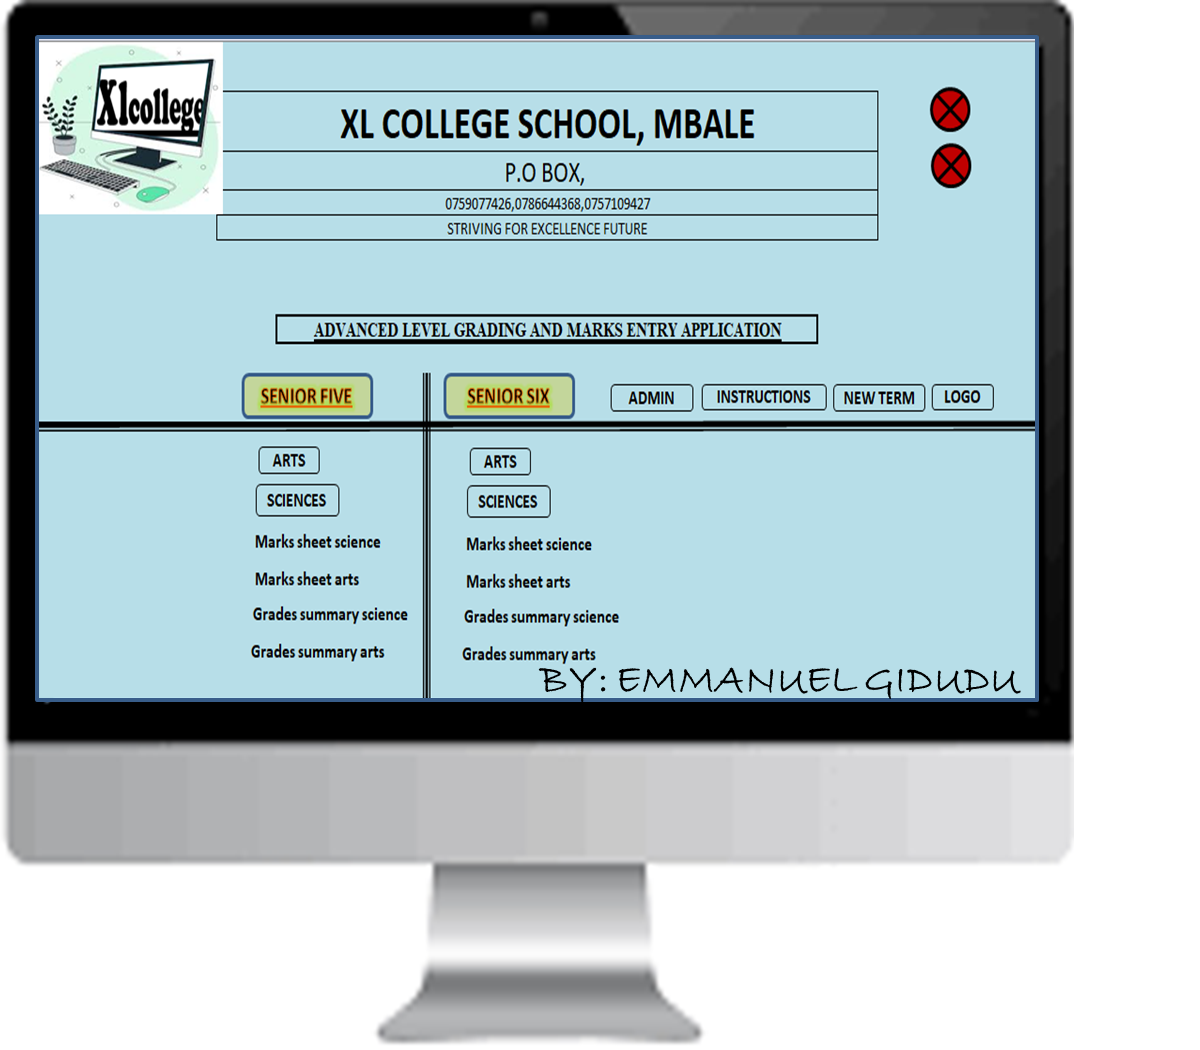 Xlcollege
XL COLLEGE SCHOOL, MBALE
P.O BOX,
0759077426,0786644368,0757109427
STRIVING FOR EXCELLENCE FUTURE
ADVANCED LEVEL GRADING AND MARKS ENTRY APPLICATION
SENIOR FIVE SENIOR SIX ADMIN INSTRUCTIONS NEW TERM LOGO
ARTS ARTS
SCIENCES SCIENCES
Marks sheet science Marks sheet science
Marks sheet arts Marks sheet arts
Grades summary science Grades summary science
Grades summary arts Grades summary arts
BY: EMMANUEL GIDUDU